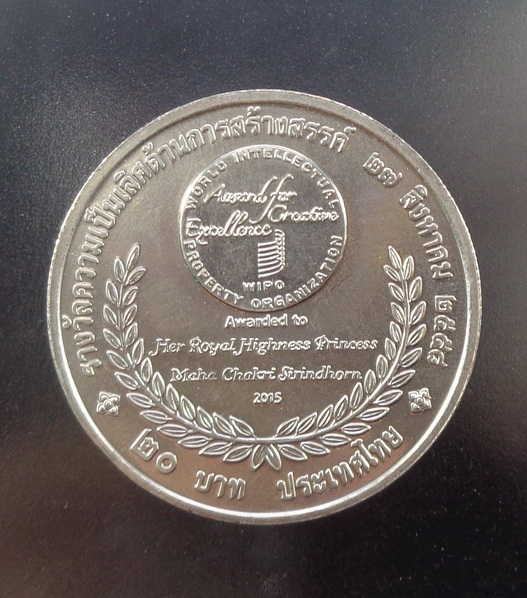 รางวัลความเป็นเลิศด้านการสร้างสรรค์ ๒๗ สิงหาคม ๒๕๕๘
WORLD INTELLECTUAL PROPERTY ORGANIZATION
Award for
Creative
Excellence
WIPO
Awarded to
Her Royal Highness Princess
Maha Chakri Sirindhorn
2015
๒๐ บาท ประเทศไทย